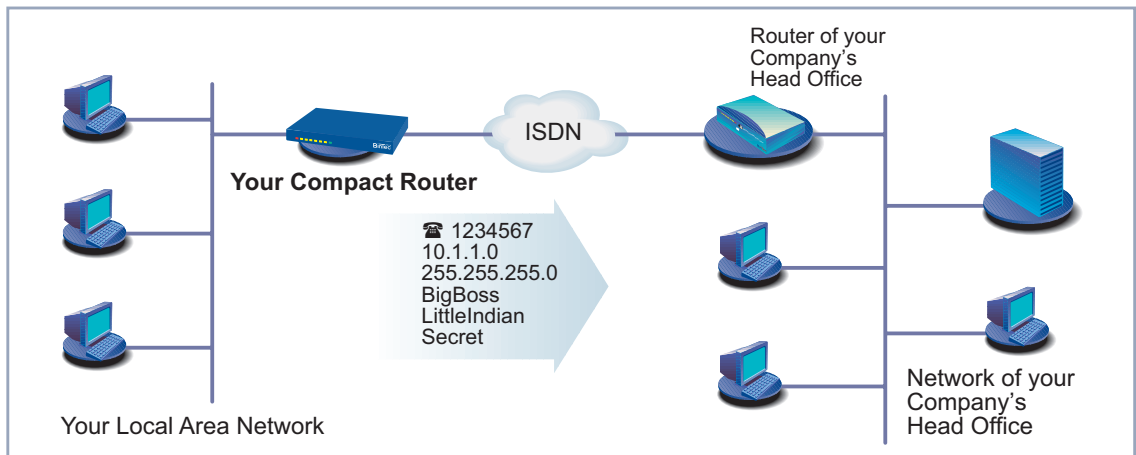 Router of your
Company's
Head Office
ISDN
BinTec
Your Compact Router
☎ 1234567
10.1.1.0
255.255.255.0
BigBoss
LittleIndian
Secret
Your Local Area Network
Network of your
Company's
Head Office